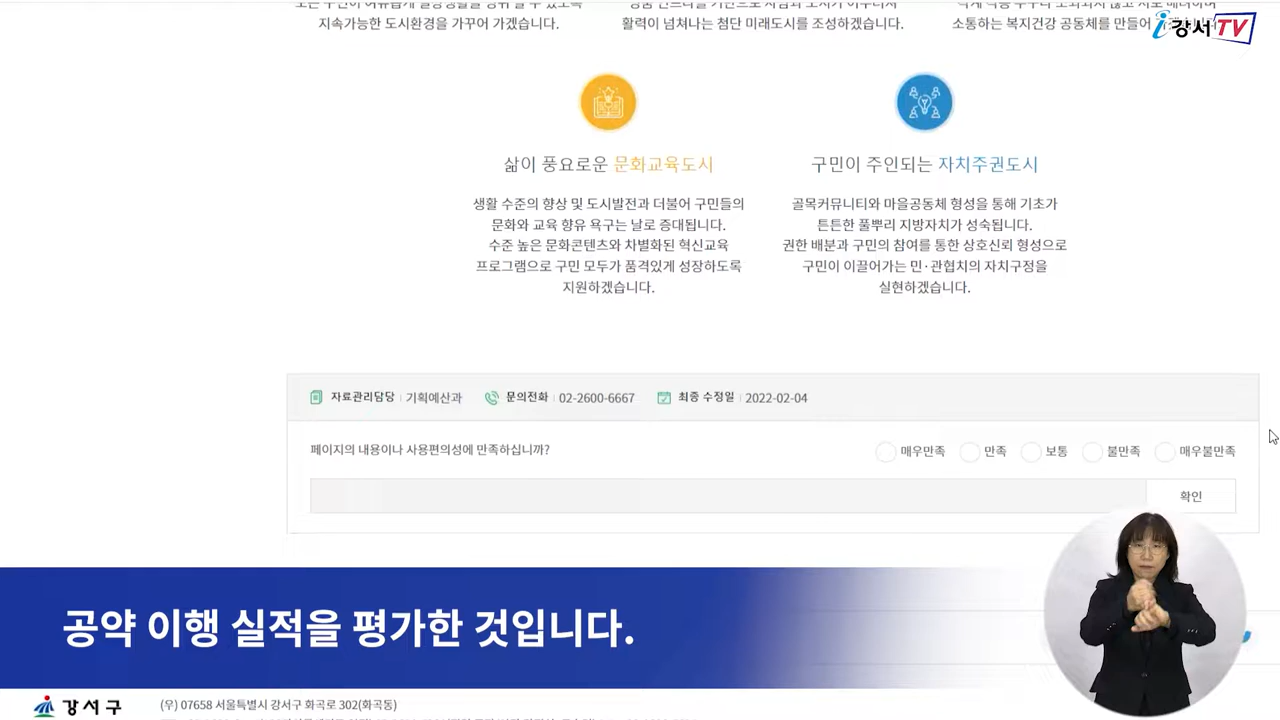 지속가능한 도시환경을 가꾸어 가겠습니다.
활력이 넘쳐나는 첨단 미래도시를 조성하겠습니다.
소통하는 복지건강 공동체를 만들어
i강서TV
삶이 풍요로운 문화교육도시
생활 수준의 향상 및 도시발전과 더불어 구민들의
문화와 교육 향유 욕구는 날로 증대됩니다.
수준 높은 문화콘텐츠와 차별화된 혁신교육
프로그램으로 구민 모두가 품격있게 성장하도록
지원하겠습니다.
구민이 주인되는 자치주권도시
골목커뮤니티와 마을공동체 형성을 통해 기초가
튼튼한 풀뿌리 지방자치가 성숙됩니다.
권한 배분과 구민의 참여를 통한 상호신뢰 형성으로
구민이 이끌어가는 민·관협치의 자치구정을
실현하겠습니다.
자료관리담당 기획예산과 문의전화 02-2600-6667 최종 수정일 2022-02-04
페이지의 내용이나 사용편의성에 만족하십니까?
매우만족 만족 보통 불만족 매우불만족
확인
공약 이행 실적을 평가한 것입니다.
강서구
(우) 07658 서울특별시 강서구 화곡로 302(화곡동)